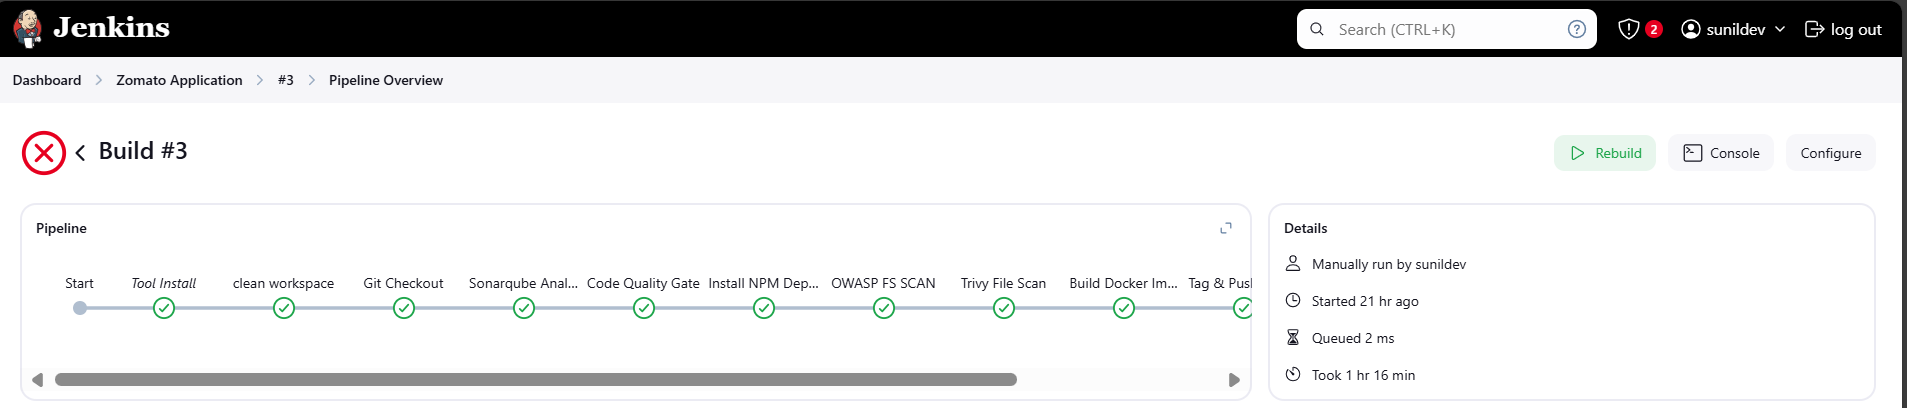 Jenkins
Search (CTRL+K)
?
2
sunildev
log out
Dashboard
Zomato Application
#3
Pipeline Overview
Build #3
Rebuild
Console
Configure
Pipeline
Start
Tool Install
clean workspace
Git Checkout
Sonarqube Anal...
Code Quality Gate
Install NPM Dep...
OWASP FS SCAN
Trivy File Scan
Build Docker Im...
Tag &
Details
Manually run by sunildev
Started 21 hr ago
Queued 2 ms
Took 1 hr 16 min